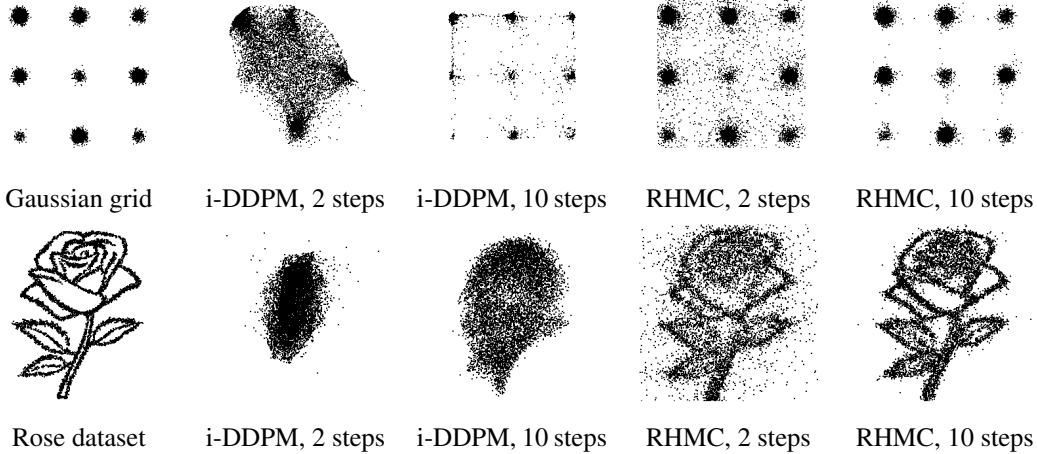 Gaussian grid i-DDPM, 2 steps i-DDPM, 10 steps RHMC, 2 steps RHMC, 10 steps
Rose dataset i-DDPM, 2 steps i-DDPM, 10 steps RHMC, 2 steps RHMC, 10 steps